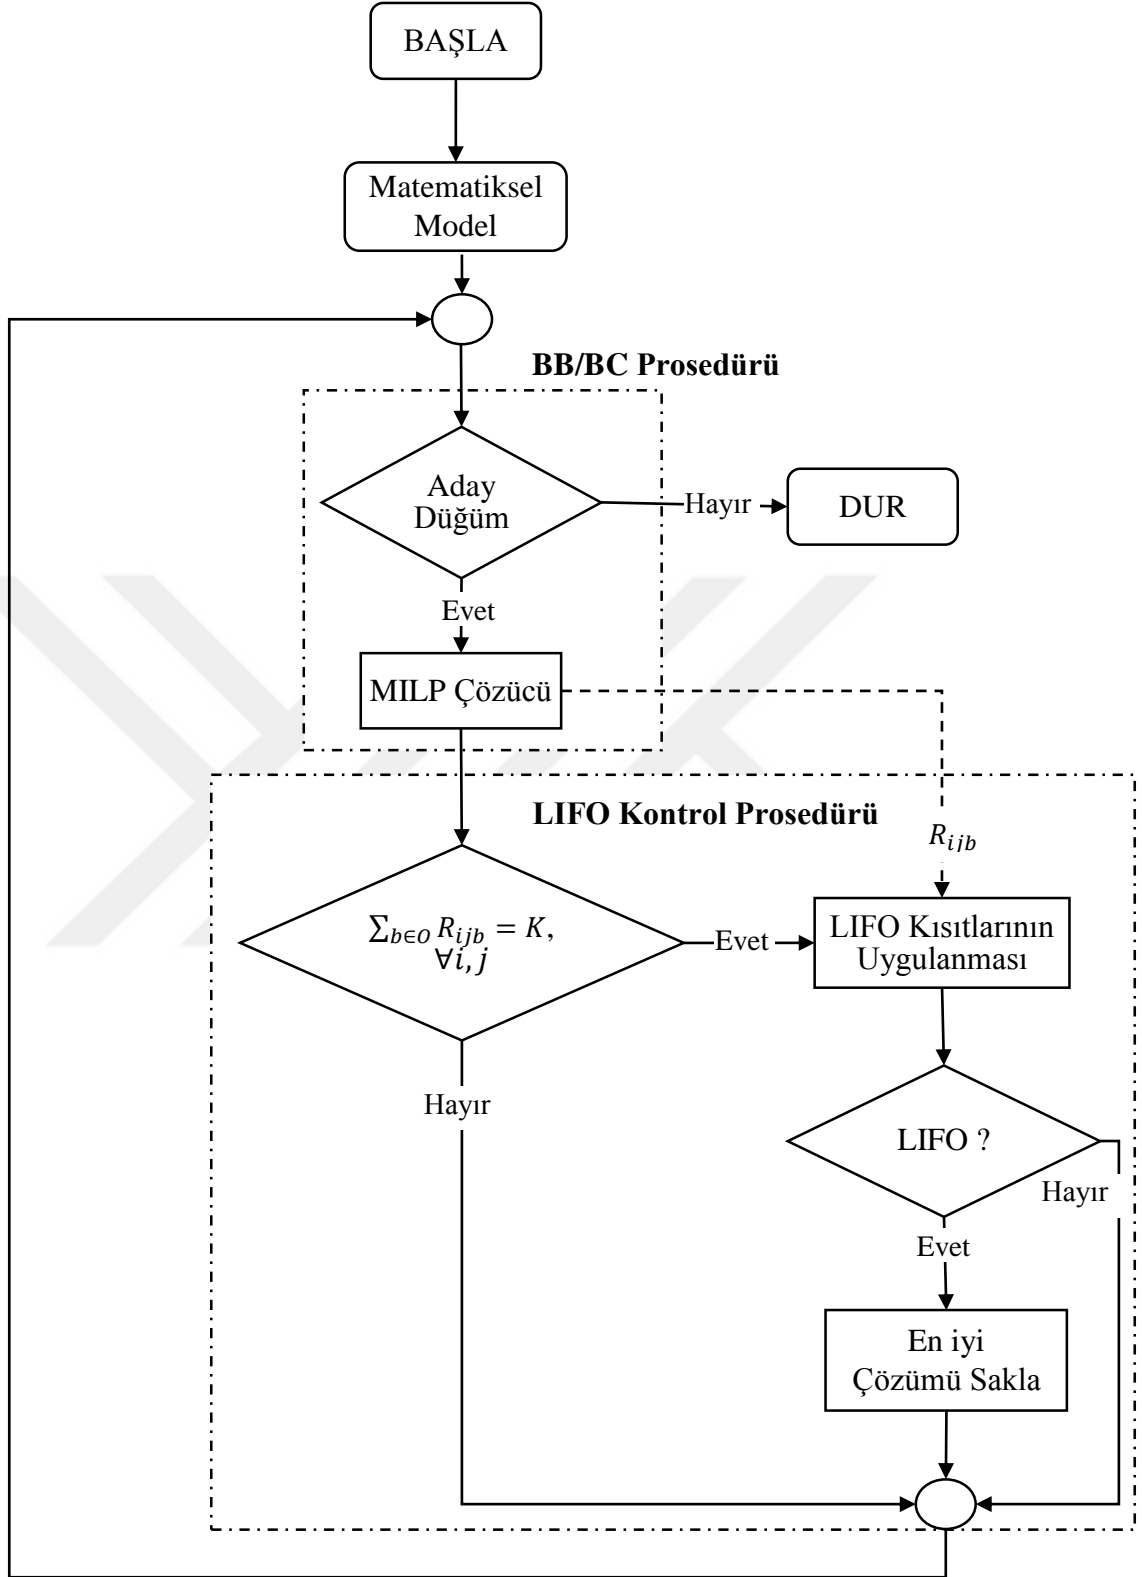 BAŞLA
Matematiksel
Model
BB/BC Prosedürü
Aday
Düğüm
Hayır
DUR
Evet
MILP Çözücü
LIFO Kontrol Prosedürü
R_{ijb}
∑_{b∈O} R_{ijb} = K,
∀i, j
Evet
LIFO Kısıtlarının
Uygulanması
Hayır
LIFO ?
Hayır
Evet
En iyi
Çözümü Sakla